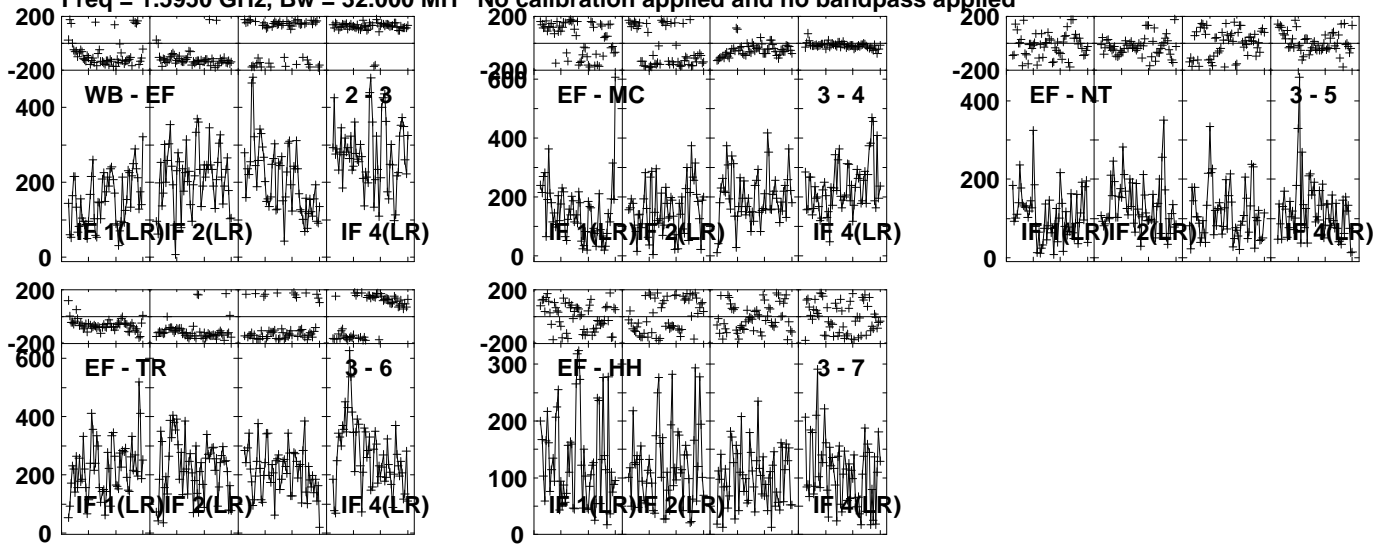 Freq = 1.5950 GHz, Bw = 32.000 MH No calibration applied and no bandpass applied
200
-200
WB - EF
2 - 3
400
200
0
IF 1(LR)
IF 2(LR)
IF 4(LR)
200
-200
600
EF - MC
3 - 4
400
200
0
IF 1(LR)
IF 2(LR)
IF 4(LR)
200
-200
EF - NT
3 - 5
400
200
0
IF 1(LR)
IF 2(LR)
IF 4(LR)
200
-200
600
EF - TR
3 - 6
400
200
0
IF 1(LR)
IF 2(LR)
IF 4(LR)
200
-200
300
EF - HH
3 - 7
200
100
0
IF 1(LR)
IF 2(LR)
IF 4(LR)